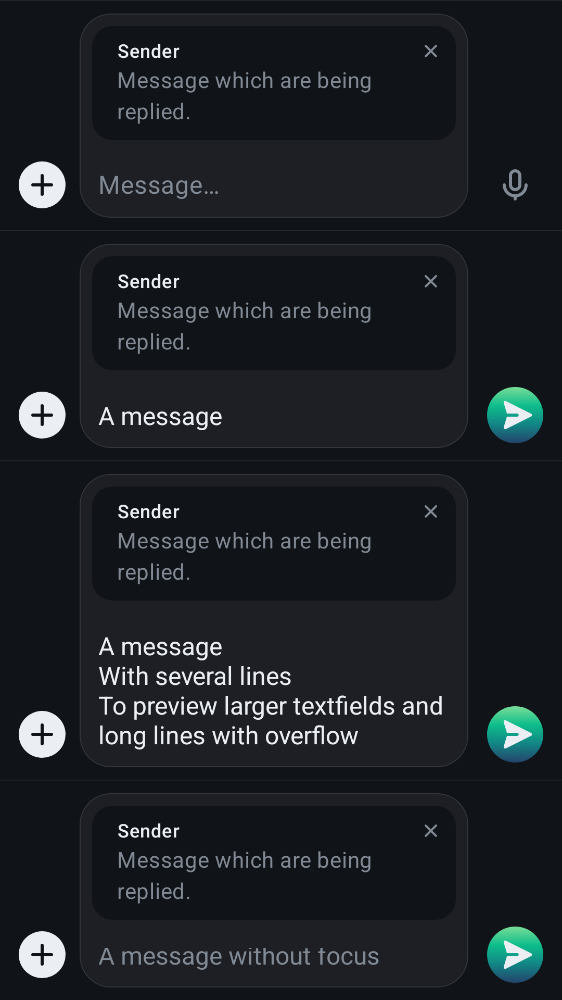 Sender
Message which are being
replied.
Message…
Sender
Message which are being
replied.
A message
Sender
Message which are being
replied.
A message
With several lines
To preview larger textfields and
long lines with overflow
Sender
Message which are being
replied.
A message without focus